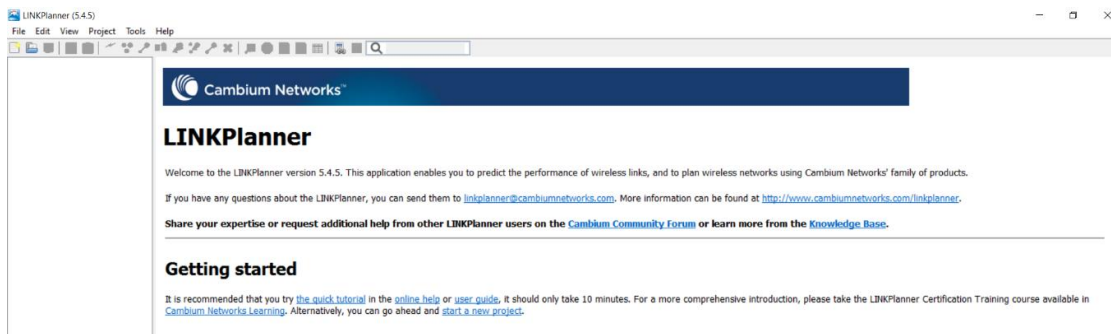 LINKPlanner (5.4.5)
File Edit View Project Tools Help
Cambium Networks™
LINKPlanner
Welcome to the LINKPlanner version 5.4.5. This application enables you to predict the performance of wireless links, and to plan wireless networks using Cambium Networks' family of products.
If you have any questions about the LINKPlanner, you can send them to linkplanner@cambiumnetworks.com. More information can be found at http://www.cambiumnetworks.com/linkplanner.
Share your expertise or request additional help from other LINKPlanner users on the Cambium Community Forum or learn more from the Knowledge Base.
Getting started
It is recommended that you try the quick tutorial in the online help or user guide, it should only take 10 minutes. For a more comprehensive introduction, please take the LINKPlanner Certification Training course available in
Cambium Networks Learning. Alternatively, you can go ahead and start a new project.